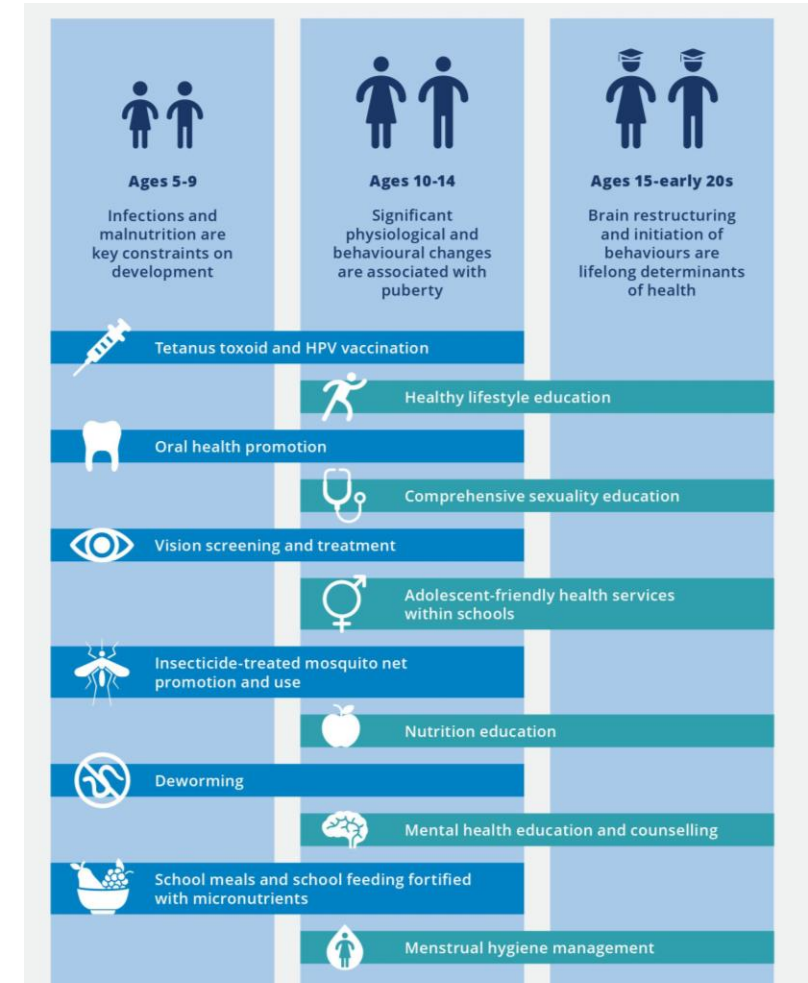 Ages 5-9
Infections and
malnutrition are
key constraints on
development
Ages 10-14
Significant
physiological and
behavioural changes
are associated with
puberty
Ages 15-early 20s
Brain restructuring
and initiation of
behaviours are
lifelong determinants
of health
Tetanus toxoid and HPV vaccination
Healthy lifestyle education
Oral health promotion
Comprehensive sexuality education
Vision screening and treatment
Adolescent-friendly health services
within schools
Insecticide-treated mosquito net
promotion and use
Nutrition education
Deworming
Mental health education and counselling
School meals and school feeding fortified
with micronutrients
Menstrual hygiene management